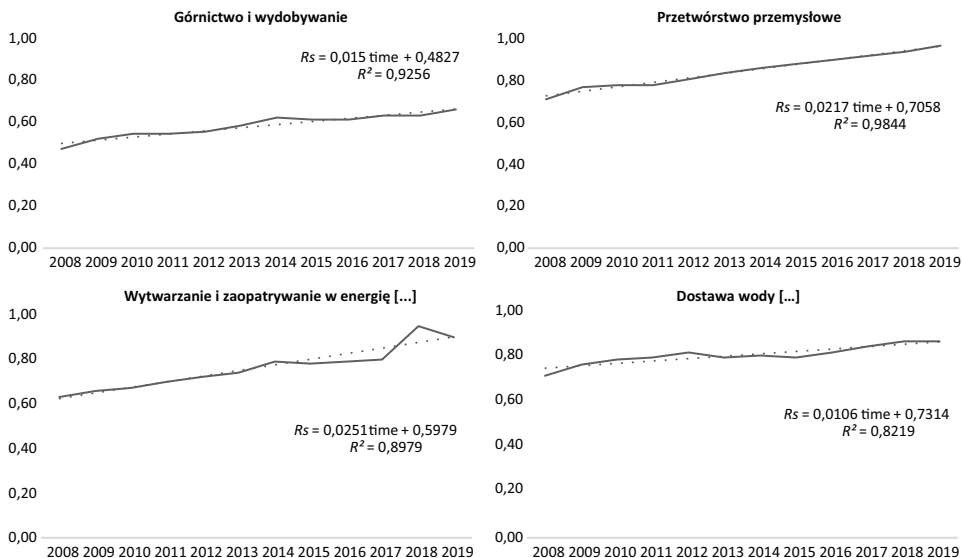 Górnictwo i wydobywanie
1,00
0,80
0,60
0,40
0,20
0,00
Rs = 0,015 time + 0,4827
R² = 0,9256
2008 2009 2010 2011 2012 2013 2014 2015 2016 2017 2018 2019
Przetwórstwo przemysłowe
1,00
0,80
0,60
0,40
0,20
0,00
Rs = 0,0217 time + 0,7058
R² = 0,9844
2008 2009 2010 2011 2012 2013 2014 2015 2016 2017 2018 2019
Wytwarzanie i zaopatrywanie w energię [...]
1,00
0,80
0,60
0,40
0,20
0,00
Rs = 0,0251 time + 0,5979
R² = 0,8979
2008 2009 2010 2011 2012 2013 2014 2015 2016 2017 2018 2019
Dostawa wody [...]
1,00
0,80
0,60
0,40
0,20
0,00
Rs = 0,0106 time + 0,7314
R² = 0,8219
2008 2009 2010 2011 2012 2013 2014 2015 2016 2017 2018 2019